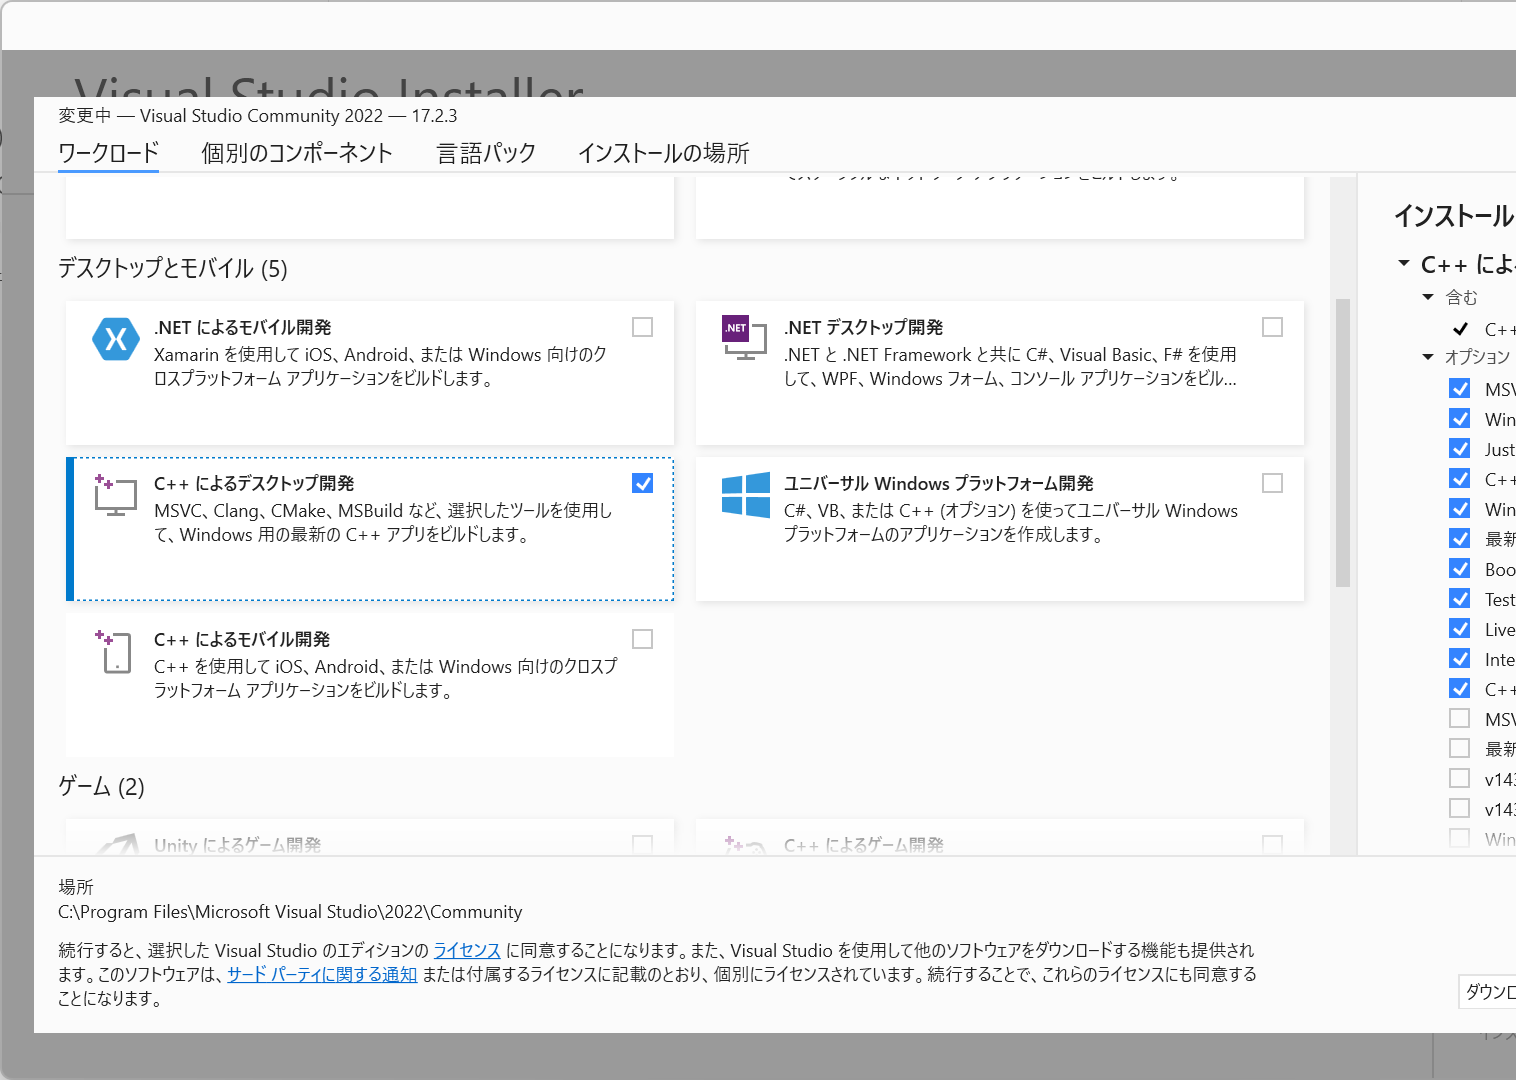 Visual Studio Installer
変更中 — Visual Studio Community 2022 — 17.2.3
ワークロード
個別のコンポーネント
言語パック
インストールの場所
デスクトップとモバイル (5)
.NET によるモバイル開発
Xamarin を使用して iOS、Android、または Windows 向けのク
ロスプラットフォーム アプリケーションをビルドします。
.NET
.NET デスクトップ開発
.NET と .NET Framework と共に C#、Visual Basic、F# を使用
して、WPF、Windows フォーム、コンソール アプリケーションをビル...
C++ によるデスクトップ開発
MSVC、Clang、CMake、MSBuild など、選択したツールを使用し
て、Windows 用の最新の C++ アプリをビルドします。
ユニバーサル Windows プラットフォーム開発
C#、VB、または C++ (オプション) を使ってユニバーサル Windows
プラットフォームのアプリケーションを作成します。
C++ によるモバイル開発
C++ を使用して iOS、Android、または Windows 向けのクロスプ
ラットフォーム アプリケーションをビルドします。
ゲーム (2)
Unity によるゲーム開発
C++ によるゲーム開発
インストール
C++ によ
含む
C++
オプション
MSV
Win
Just
C++
Win
最新
Boo
Test
Live
Inte
C++
MSV
最新
v143
v143
Win
場所
C:\Program Files\Microsoft Visual Studio\2022\Community
続行すると、選択した Visual Studio のエディションの ライセンス に同意することになります。また、Visual Studio を使用して他のソフトウェアをダウンロードする機能も提供され
ます。このソフトウェアは、サード パーティに関する通知 または付属するライセンスに記載のとおり、個別にライセンスされています。続行することで、これらのライセンスにも同意する
ことになります。
ダウンロ